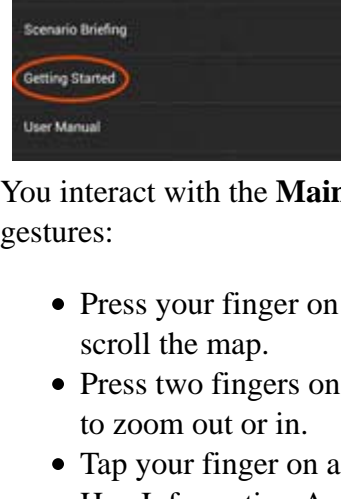 Scenario Briefing
Getting Started
User Manual
You interact with the Main
gestures:
• Press your finger on
scroll the map.
• Press two fingers on
to zoom out or in.
• Tap your finger on a